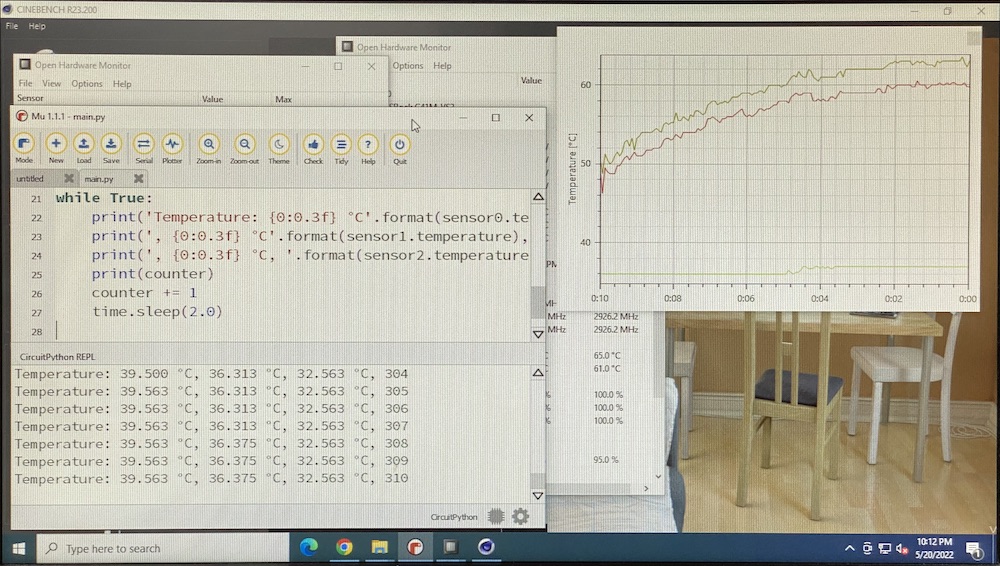 CINEBENCH R23.200
File Help
Open Hardware Monitor
Options Help
Value
Open Hardware Monitor
File View Options Help
Sensor Value Max
Mu 1.1.1 - main.py
Mode New Load Save Serial Plotter Zoom-in Zoom-out Theme Check Tidy Help Quit
untitled main.py
21 while True:
22 print('Temperature: {0:0.3f} °C'.format(sensor0.te
23 print(', {0:0.3f} °C'.format(sensor1.temperature),
24 print(', {0:0.3f} °C, '.format(sensor2.temperature
25 print(counter)
26 counter += 1
27 time.sleep(2.0)
28
CircuitPython REPL
Temperature: 39.500 °C, 36.313 °C, 32.563 °C, 304
Temperature: 39.563 °C, 36.313 °C, 32.563 °C, 305
Temperature: 39.563 °C, 36.313 °C, 32.563 °C, 306
Temperature: 39.563 °C, 36.313 °C, 32.563 °C, 307
Temperature: 39.563 °C, 36.375 °C, 32.563 °C, 308
Temperature: 39.563 °C, 36.375 °C, 32.563 °C, 309
Temperature: 39.563 °C, 36.375 °C, 32.563 °C, 310
CircuitPython
Temperature [°C]
60
50
40
0:10 0:08 0:06 0:04 0:02 0:00
MHz 2926.2 MHz
MHz 2926.2 MHz
65.0 °C
61.0 °C
% 100.0 %
% 100.0 %
% 100.0 %
95.0 %
Type here to search
10:12 PM
5/20/2022
1